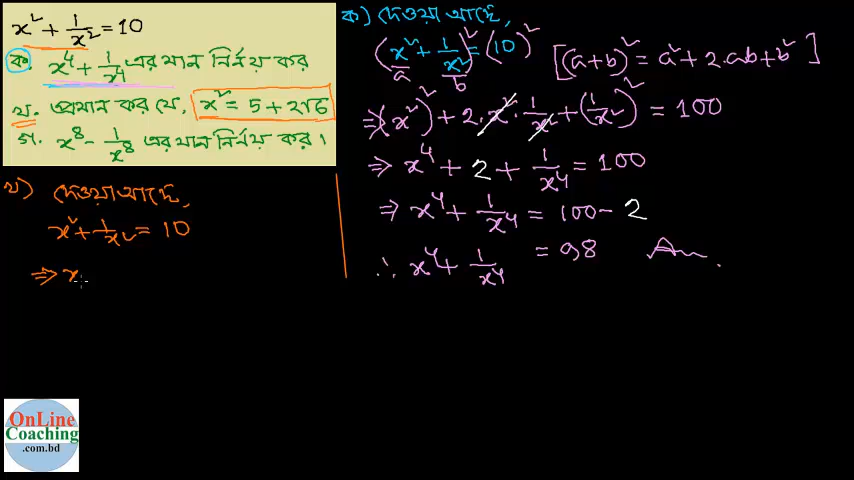 x² + 1/x² = 10
ক. x⁴ + 1/x⁴ এর মান নির্ণয় কর
খ. প্রমান কর যে, x² = 5 + 2√6
গ. x⁸ - 1/x⁸ এর মান নির্ণয় কর।
খ) দেওয়া আছে,
x² + 1/x² = 10
⇒ x
ক) দেওয়া আছে,
(x² + 1/x²)² = (10)² [(a+b)² = a² + 2.ab + b²]
a b
⇒ (x²)² + 2.x².1/x² + (1/x²)² = 100
⇒ x⁴ + 2 + 1/x⁴ = 100
⇒ x⁴ + 1/x⁴ = 100 - 2
∴ x⁴ + 1/x⁴ = 98 An.
OnLine
Coaching
.com.bd